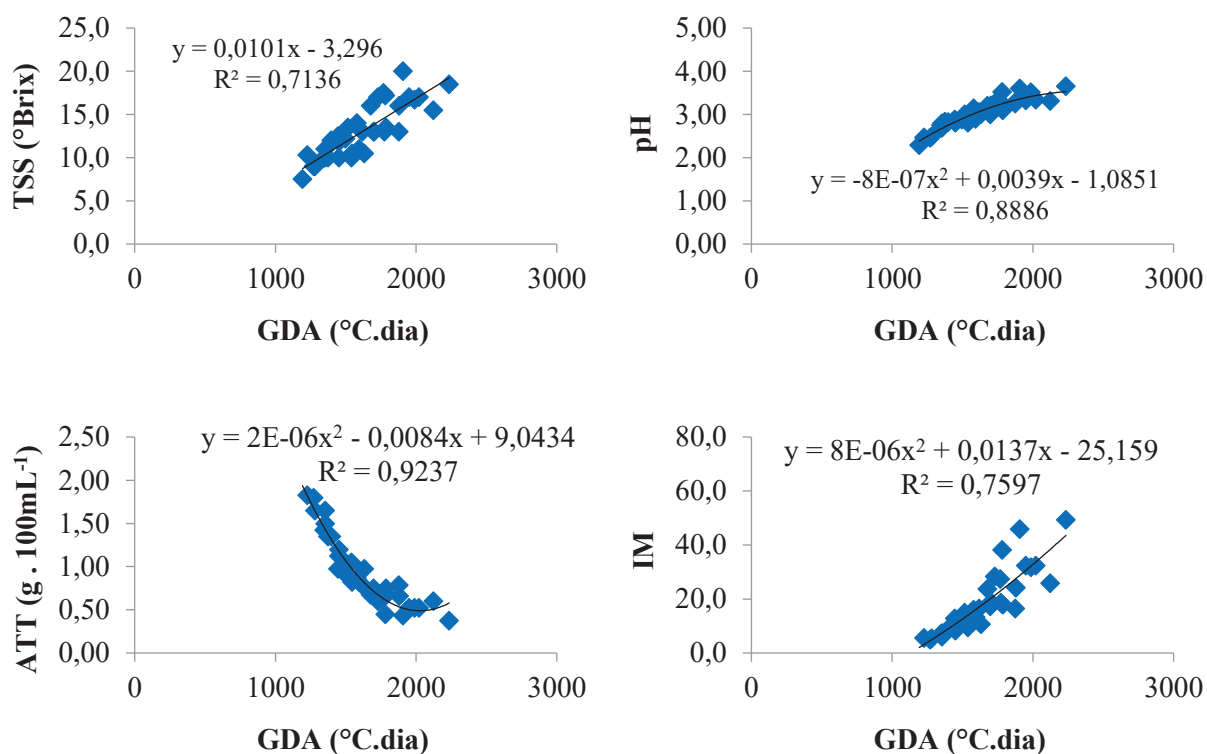 TSS (°Brix)
25,0
20,0
15,0
10,0
5,0
0,0
y = 0,0101x - 3,296
R² = 0,7136
0 1000 2000 3000
GDA (°C.dia)
pH
5,00
4,00
3,00
2,00
1,00
0,00
y = -8E-07x² + 0,0039x - 1,0851
R² = 0,8886
0 1000 2000 3000
GDA (°C.dia)
ATT (g . 100mL⁻¹)
2,50
2,00
1,50
1,00
0,50
0,00
y = 2E-06x² - 0,0084x + 9,0434
R² = 0,9237
0 1000 2000 3000
GDA (°C.dia)
IM
80,0
60,0
40,0
20,0
0,0
y = 8E-06x² + 0,0137x - 25,159
R² = 0,7597
0 1000 2000 3000
GDA (°C.dia)